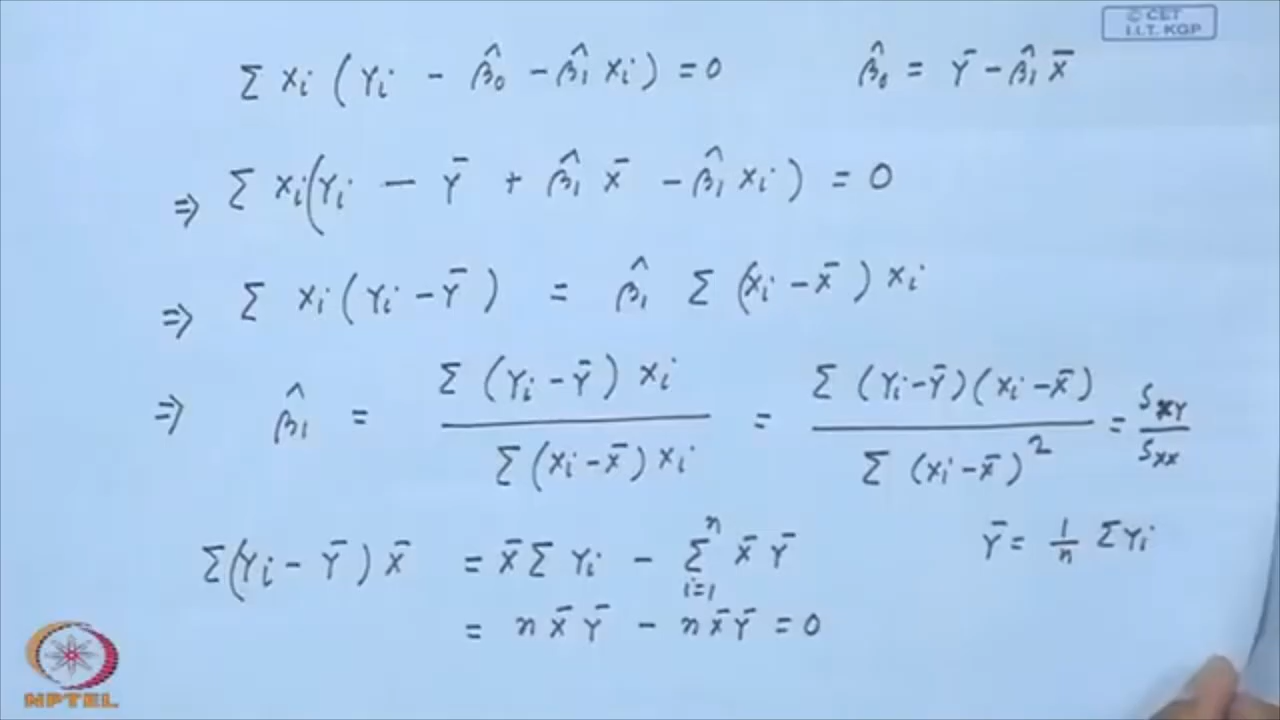 © CET
I.I.T. KGP
Σ Xi (Yi - β̂0 - β̂1 Xi) = 0 β̂0 = Ȳ - β̂1 X̄
⇒ Σ Xi (Yi - Ȳ + β̂1 X̄ - β̂1 Xi) = 0
⇒ Σ Xi (Yi - Ȳ) = β̂1 Σ (Xi - X̄) Xi
⇒ β̂1 = Σ (Yi - Ȳ) Xi / Σ (Xi - X̄) Xi = Σ (Yi - Ȳ)(Xi - X̄) / Σ (Xi - X̄)² = SXY / SXX
Σ (Yi - Ȳ) X̄ = X̄ Σ Yi - Σ_{i=1}^{n} X̄ Ȳ Ȳ = 1/n Σ Yi
= n X̄ Ȳ - n X̄ Ȳ = 0
NPTEL